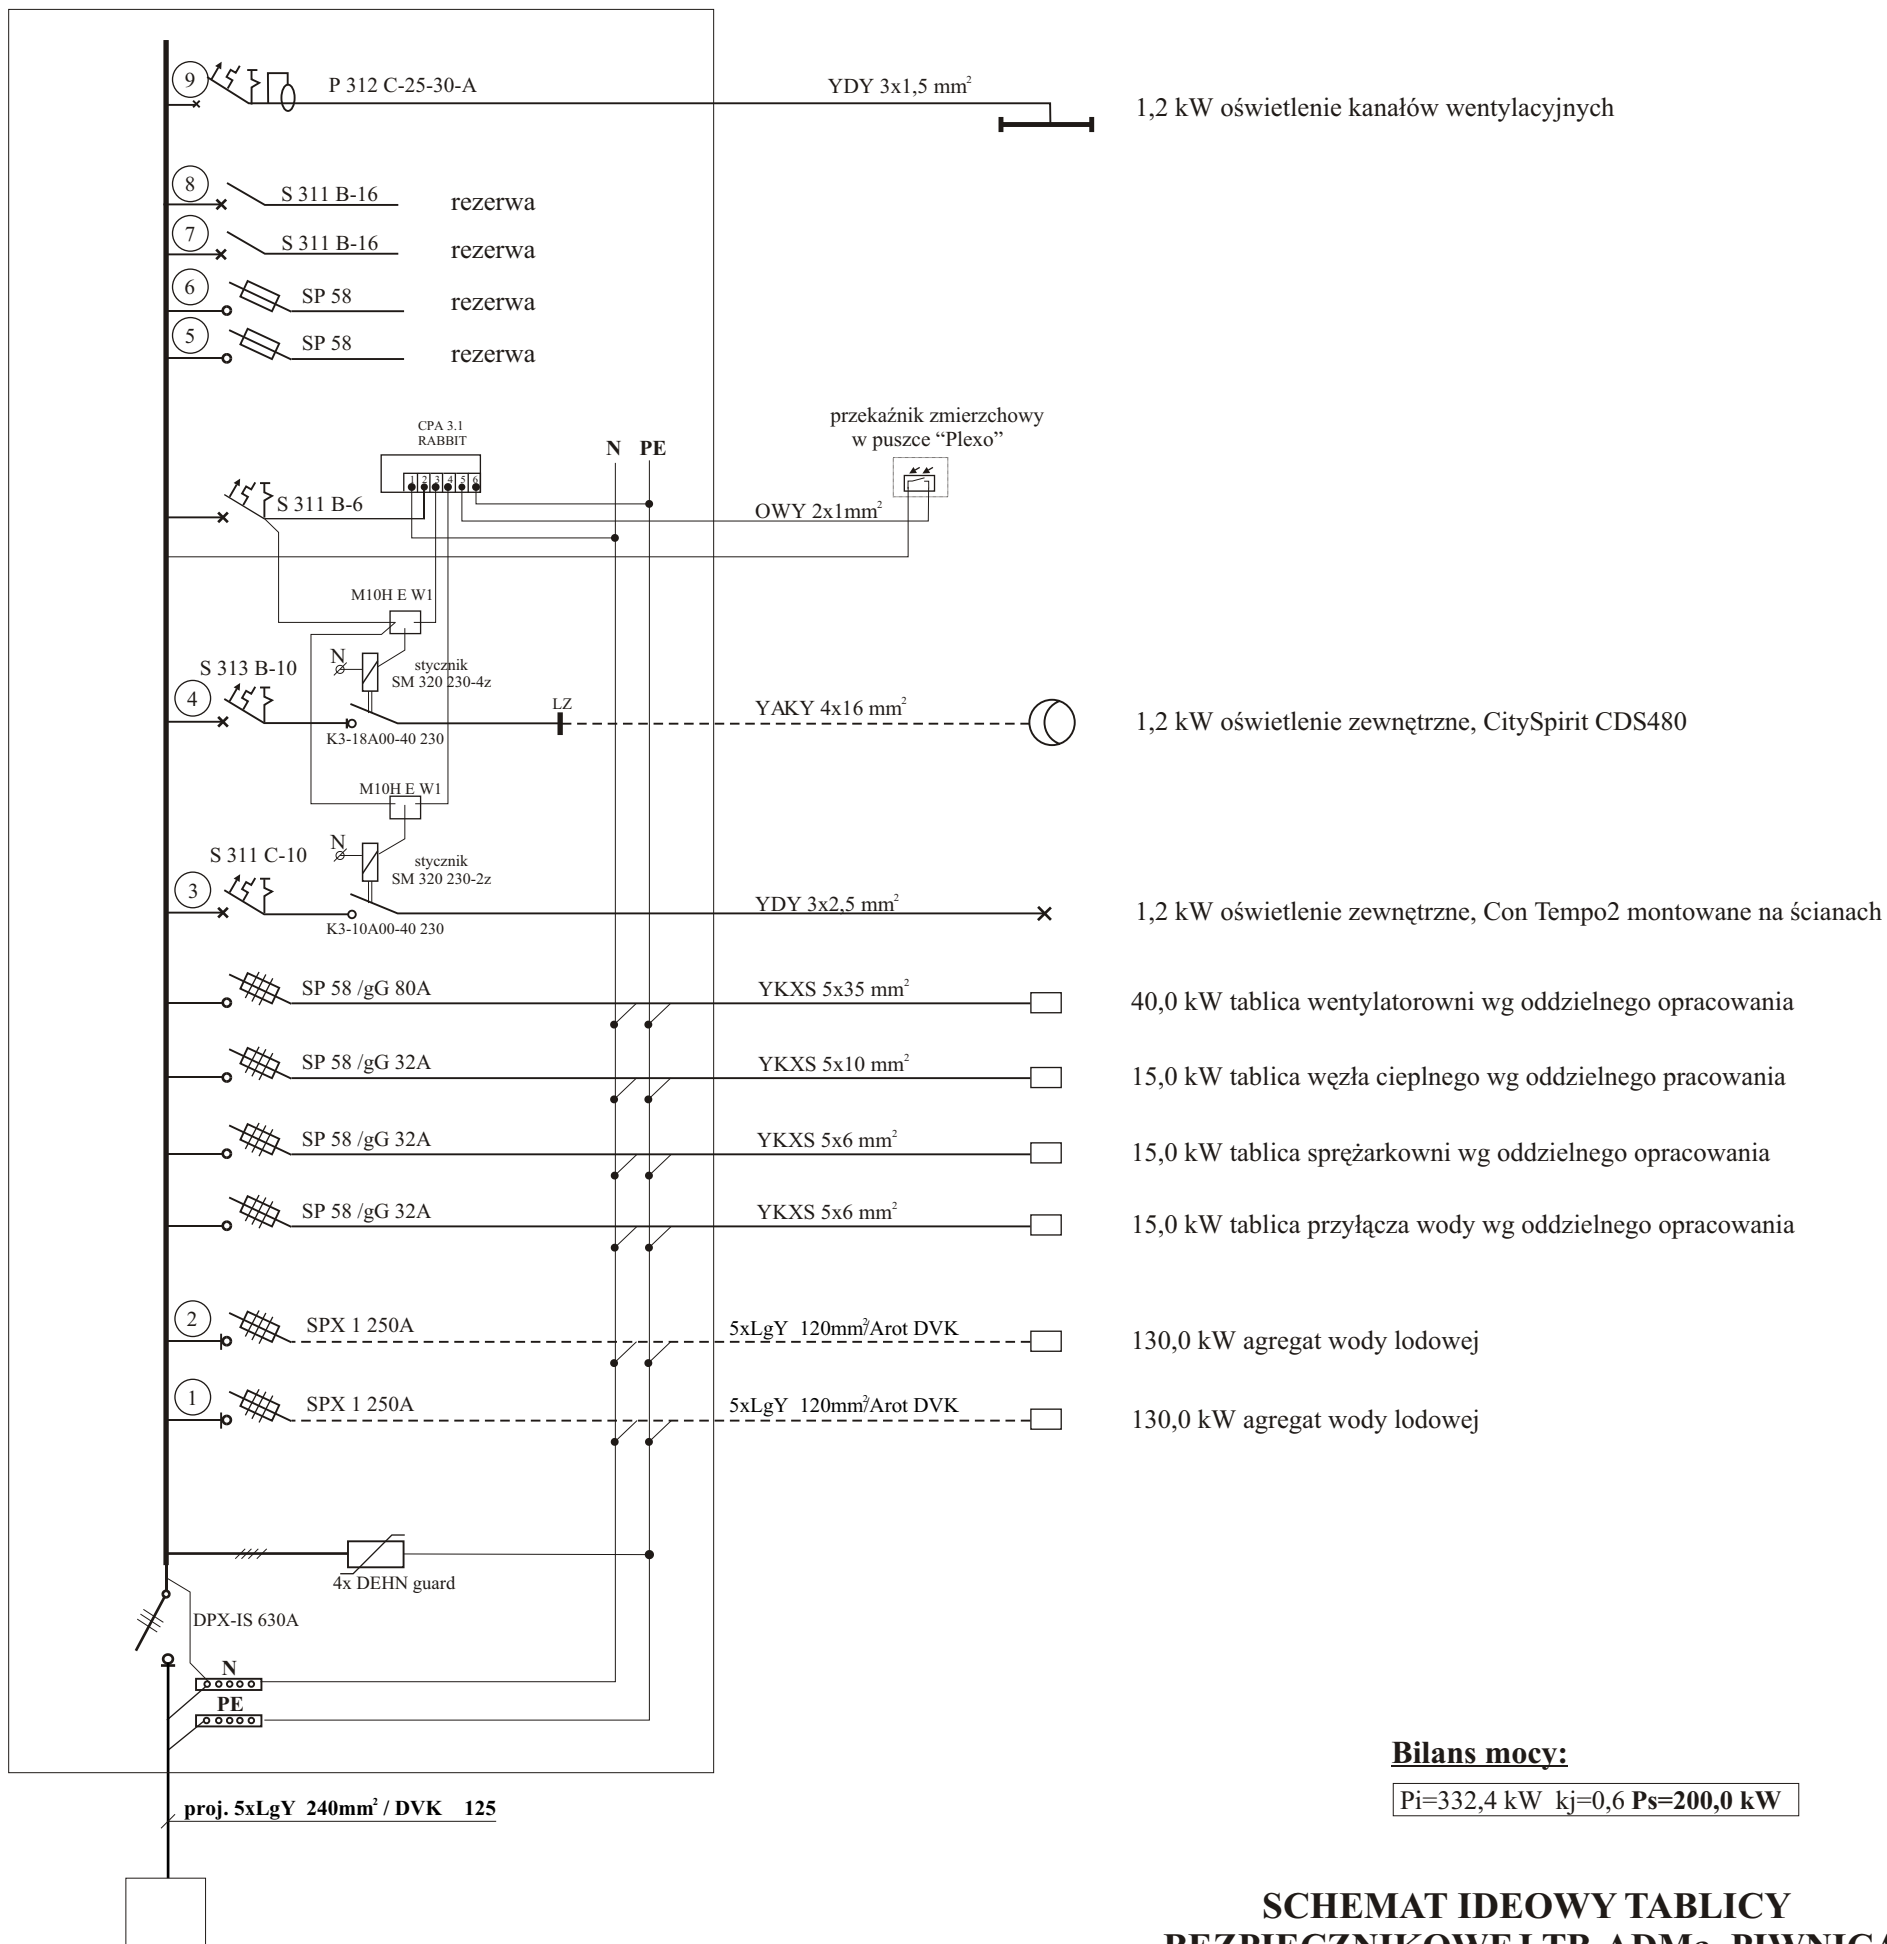 9
P 312 C-25-30-A
YDY 3x1,5 mm²
1,2 kW oświetlenie kanałów wentylacyjnych
8
S 311 B-16
rezerwa
7
S 311 B-16
rezerwa
6
SP 58
rezerwa
5
SP 58
rezerwa
przekaźnik zmierzchowy
w puszce “Plexo”
CPA 3.1
RABBIT
N PE
1 2 3 4 5 6
S 311 B-6
OWY 2x1mm²
M10H E W1
S 313 B-10
N
stycznik
SM 320 230-4z
4
LZ
YAKY 4x16 mm²
1,2 kW oświetlenie zewnętrzne, CitySpirit CDS480
K3-18A00-40 230
M10H E W1
S 311 C-10
N
stycznik
SM 320 230-2z
3
YDY 3x2,5 mm²
1,2 kW oświetlenie zewnętrzne, Con Tempo2 montowane na ścianach
K3-10A00-40 230
SP 58 /gG 80A
YKXS 5x35 mm²
40,0 kW tablica wentylatorowni wg oddzielnego opracowania
SP 58 /gG 32A
YKXS 5x10 mm²
15,0 kW tablica węzła cieplnego wg oddzielnego pracowania
SP 58 /gG 32A
YKXS 5x6 mm²
15,0 kW tablica sprężarkowni wg oddzielnego opracowania
SP 58 /gG 32A
YKXS 5x6 mm²
15,0 kW tablica przyłącza wody wg oddzielnego opracowania
2
SPX 1 250A
5xLgY 120mm²/Arot DVK
130,0 kW agregat wody lodowej
1
SPX 1 250A
5xLgY 120mm²/Arot DVK
130,0 kW agregat wody lodowej
4x DEHN guard
DPX-IS 630A
N
PE
Bilans mocy:
Pi=332,4 kW kj=0,6 Ps=200,0 kW
proj. 5xLgY 240mm² / DVK 125
SCHEMAT IDEOWY TABLICY
BEZPIECZNIKOWEJ TB-ADMa PIWNICA